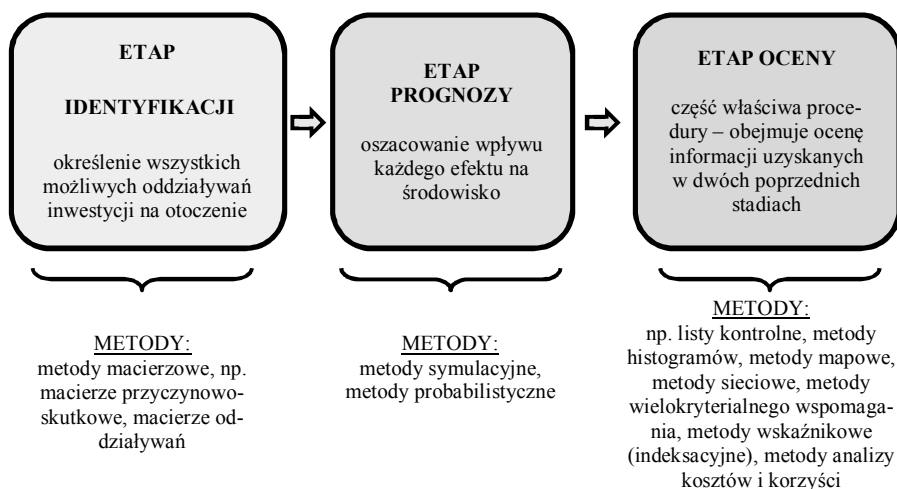 ETAP
IDENTYFIKACJI
określenie wszystkich
możliwych oddziaływań
inwestycji na otoczenie
ETAP
PROGNOZY
oszacowanie wpływu
każdego efektu na
środowisko
ETAP OCENY
część właściwa proce-
dury – obejmuje ocenę
informacji uzyskanych
w dwóch poprzednich
stadiach
METODY:
metody macierzowe, np.
macierze przyczynowo-
skutkowe, macierze od-
działywań
METODY:
metody symulacyjne,
metody probabilistyczne
METODY:
np. listy kontrolne, metody
histogramów, metody mapowe,
metody sieciowe, metody
wielokryterialnego wspomaga-
nia, metody wskaźnikowe
(indeksacyjne), metody analizy
kosztów i korzyści